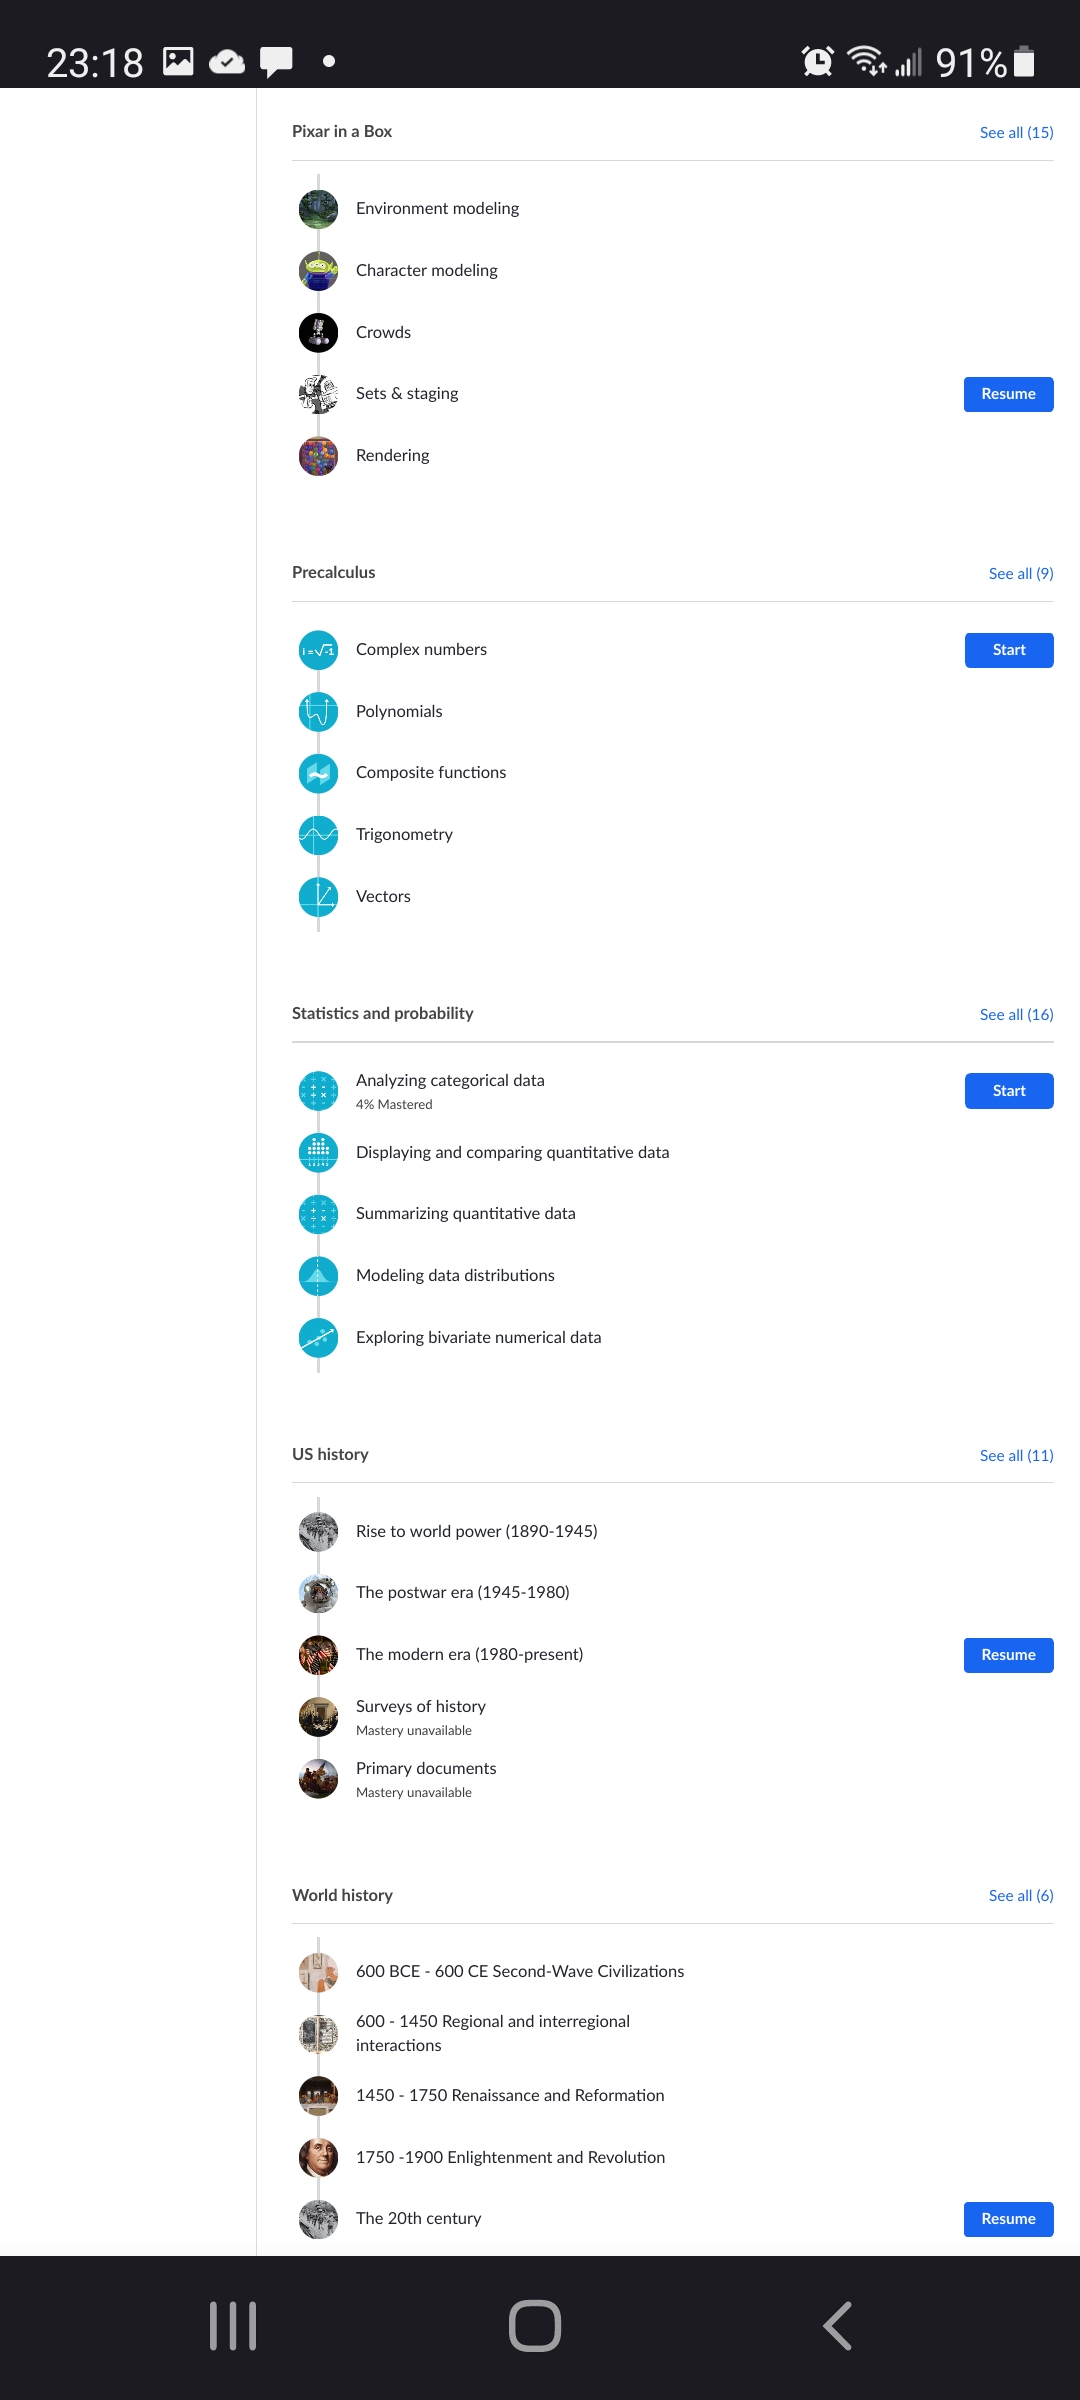 23:18
91%
Pixar in a Box
See all (15)
Environment modeling
Character modeling
Crowds
Sets & staging
Resume
Rendering
Precalculus
See all (9)
i = √-1
Complex numbers
Start
Polynomials
Composite functions
Trigonometry
Vectors
Statistics and probability
See all (16)
Analyzing categorical data
4% Mastered
Start
Displaying and comparing quantitative data
Summarizing quantitative data
Modeling data distributions
Exploring bivariate numerical data
US history
See all (11)
Rise to world power (1890-1945)
The postwar era (1945-1980)
The modern era (1980-present)
Resume
Surveys of history
Mastery unavailable
Primary documents
Mastery unavailable
World history
See all (6)
600 BCE - 600 CE Second-Wave Civilizations
600 - 1450 Regional and interregional
interactions
1450 - 1750 Renaissance and Reformation
1750 -1900 Enlightenment and Revolution
The 20th century
Resume